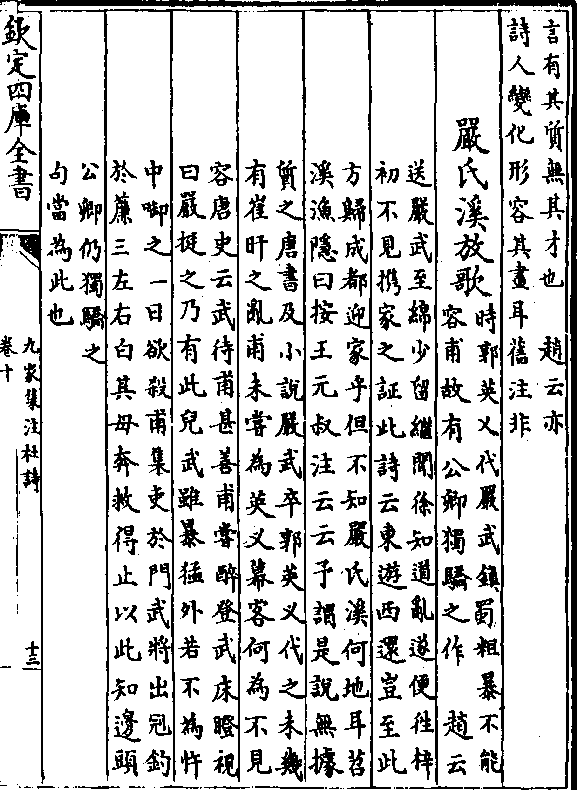 言有其質無其才也　趙云亦
詩人變化形容其畫耳舊注非
嚴氏溪放歌
時郭英乂代嚴武鎮蜀粗暴不能
容甫故有公卿獨驕之作　趙云
送嚴武至綿少留繼聞徐知道亂遂便徃梓
初不見携家之証此詩云東遊西還豈至此
方歸成都迎家乎但不知嚴氏溪何地耳苕
溪漁隱曰按王元叔注云云予謂是說無據
質之唐書及小說嚴武卒郭英乂代之未幾
有崔旰之亂甫未嘗為英乂幕客何為不見
容唐史云武待甫甚善甫嘗醉登武床瞪視
曰嚴挺之乃有此兒武雖暴猛外若不為忤
中啣之一日欲殺甫集吏於門武將出冠鈎
於簾三左右白其母奔救得止以此知邊頭
公卿仍獨驕之
句當為此也
欽定四庫全書
九家集注杜詩
卷十
十三